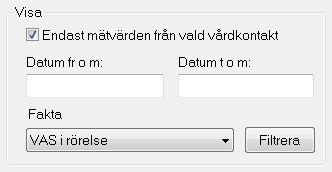 Visa
Endast mätvärden från vald vårdkontakt
Datum fr o m: Datum t o m:
Fakta
VAS i rörelse Filtrera